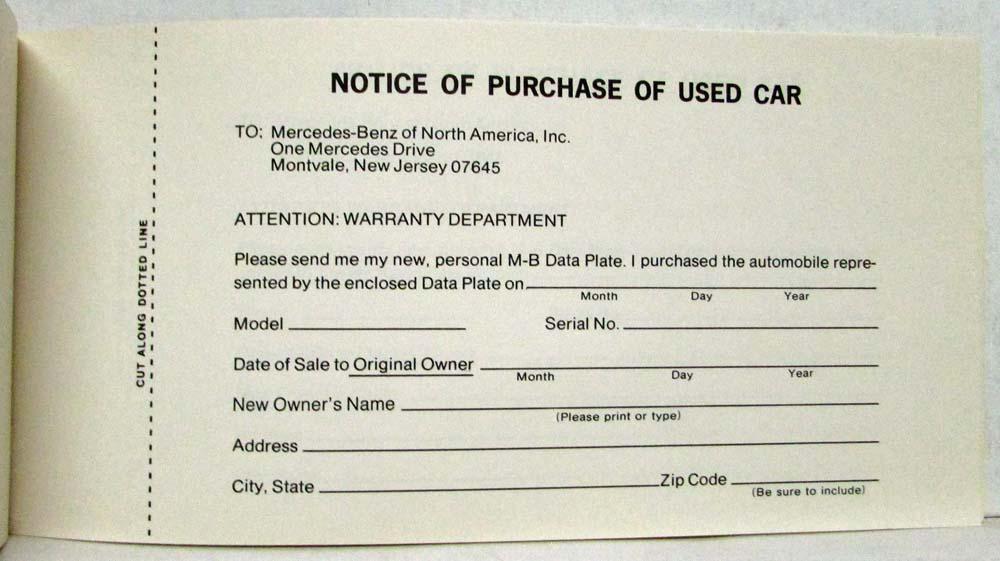 NOTICE OF PURCHASE OF USED CAR
TO: Mercedes-Benz of North America, Inc.
One Mercedes Drive
Montvale, New Jersey 07645
ATTENTION: WARRANTY DEPARTMENT
Please send me my new, personal M-B Data Plate. I purchased the automobile repre-
sented by the enclosed Data Plate on
Month Day Year
Model Serial No.
Date of Sale to Original Owner
Month Day Year
New Owner's Name
(Please print or type)
Address
City, State Zip Code
(Be sure to include)
CUT ALONG DOTTED LINE